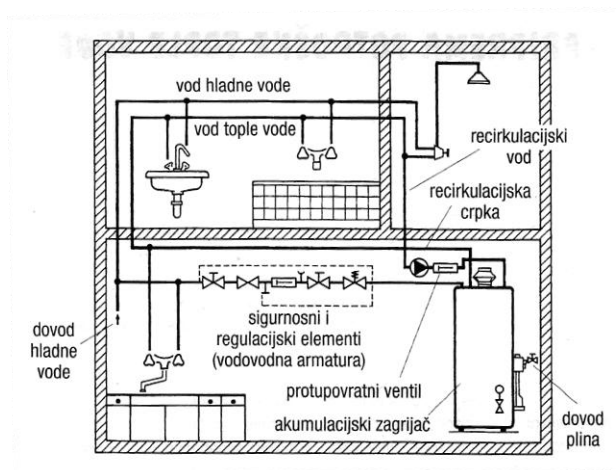 vod hladne vode
vod tople vode
recirkulacijski
vod
recirkulacijska
crpka
sigurnosni i
regulacijski elementi
(vodovodna armatura)
dovod
hladne
vode
protupovratni ventil
akumulacijski zagrijač
dovod
plina